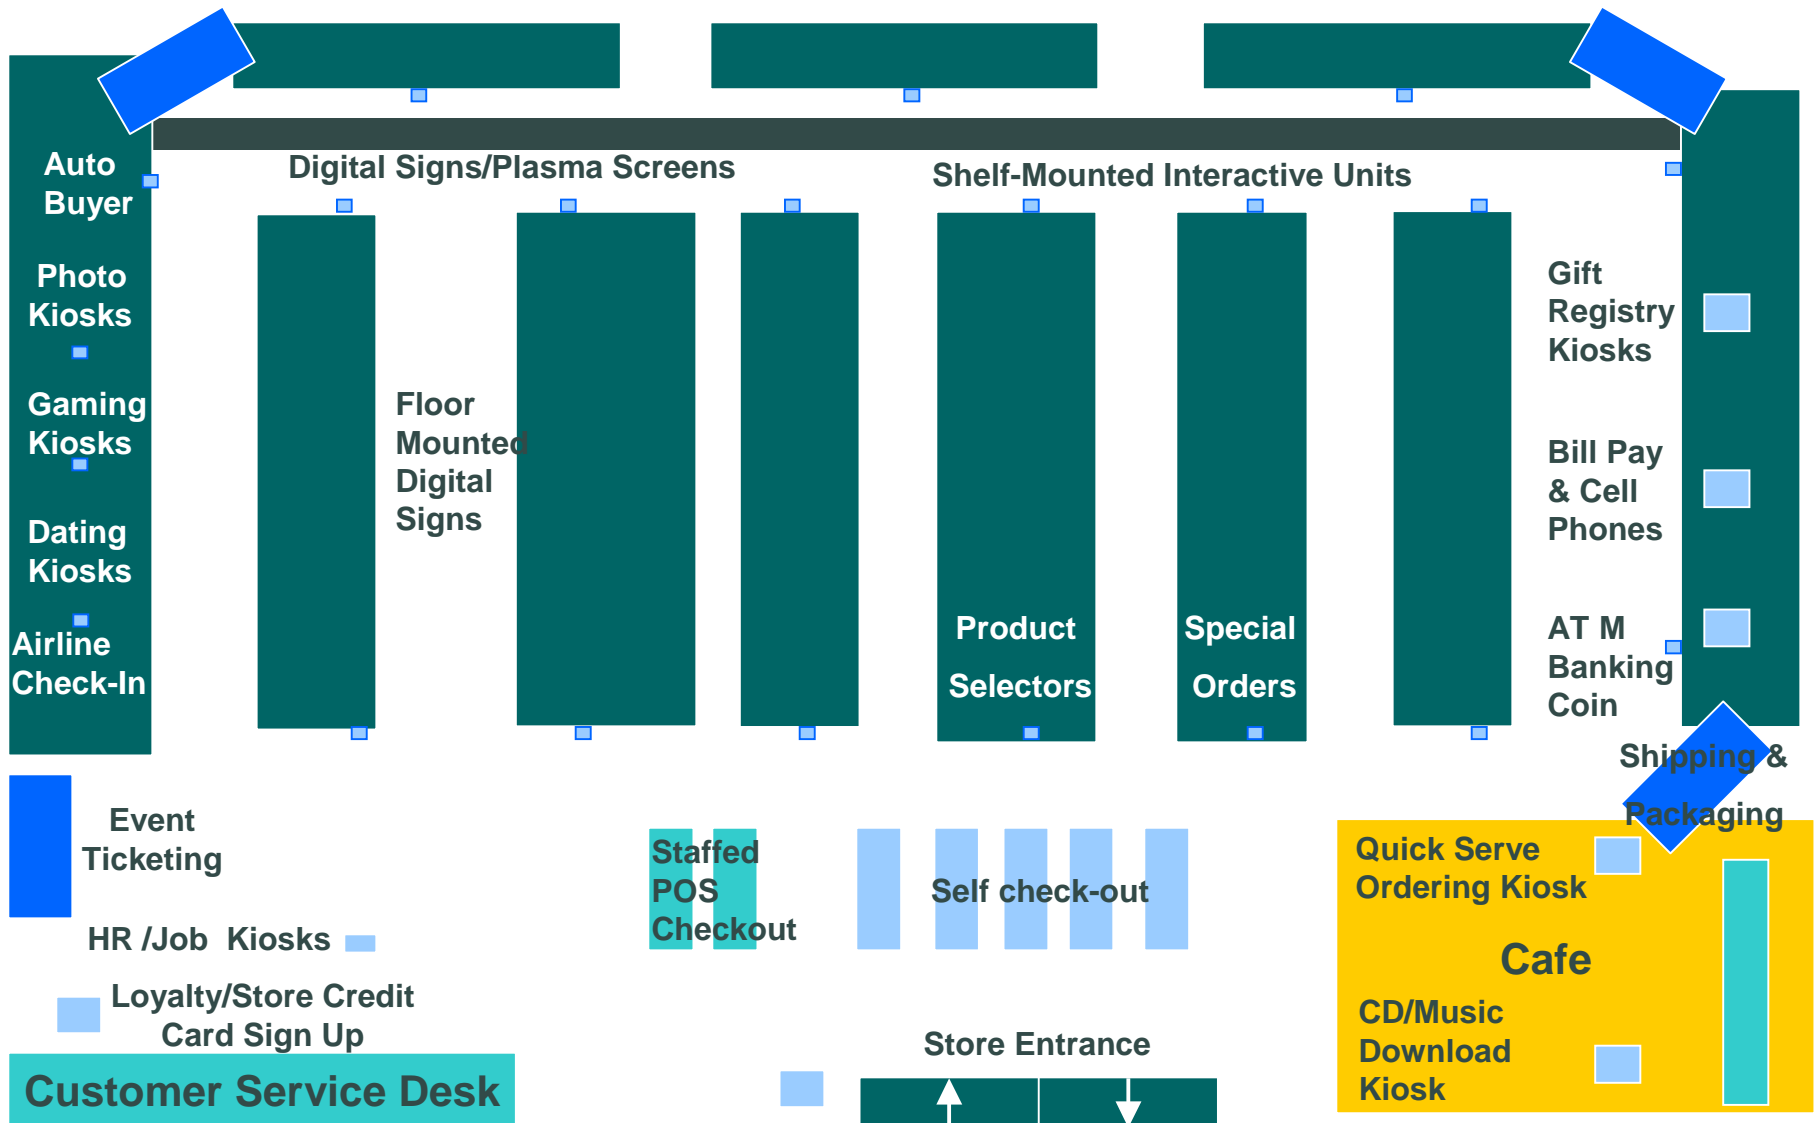 Auto
Buyer
Digital Signs/Plasma Screens
Shelf-Mounted Interactive Units
Photo
Kiosks
Gaming
Kiosks
Dating
Kiosks
Airline
Check-In
Floor
Mounted
Digital
Signs
Product
Selectors
Special
Orders
Gift
Registry
Kiosks
Bill Pay
& Cell
Phones
AT M
Banking
Coin
Shipping &
Packaging
Event
Ticketing
HR /Job  Kiosks
Loyalty/Store Credit
Card Sign Up
Customer Service Desk
Staffed
POS
Checkout
Self check-out
Store Entrance
Quick Serve
Ordering Kiosk
Cafe
CD/Music
Download
Kiosk